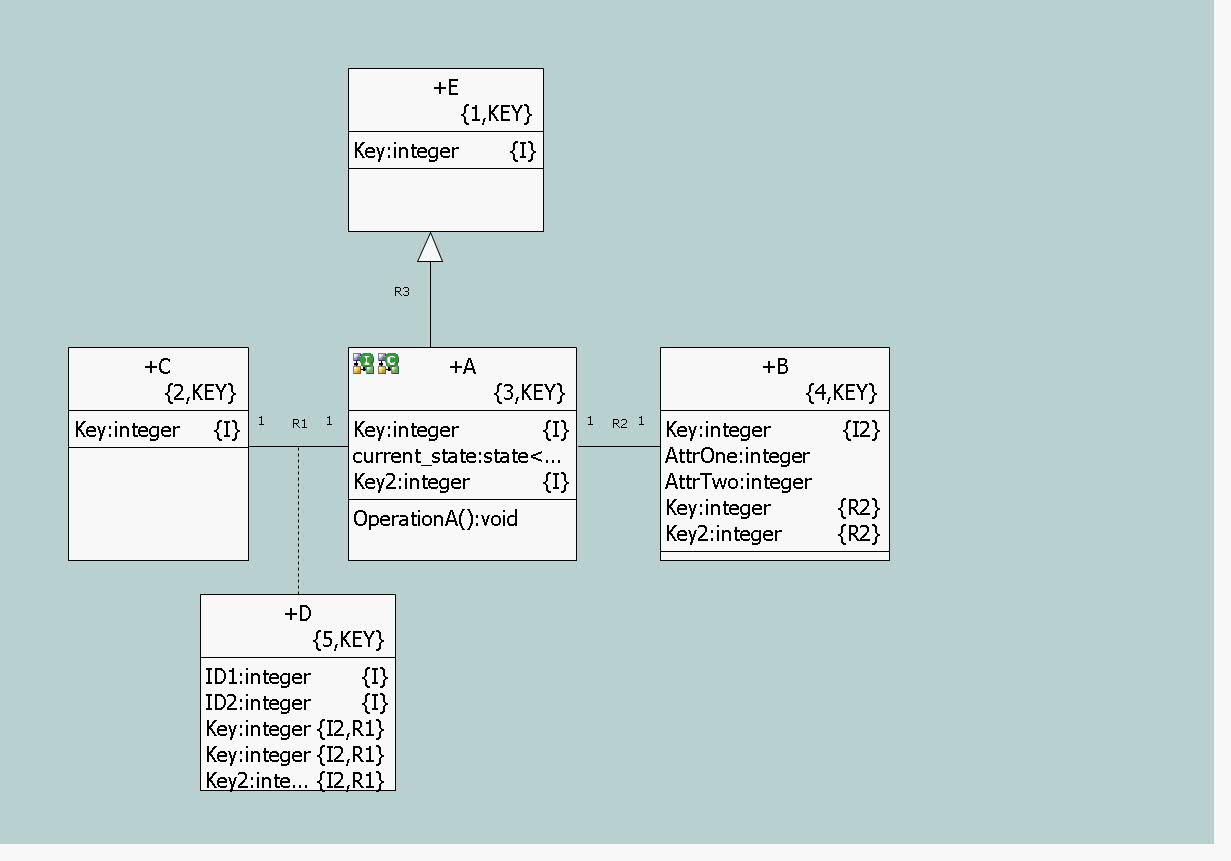 +E
{1,KEY}
Key:integer {I}
R3
+C
{2,KEY}
Key:integer {I}
1 R1 1
+A
{3,KEY}
Key:integer {I}
current_state:state<...
Key2:integer {I}
OperationA():void
1 R2 1
+B
{4,KEY}
Key:integer {I2}
AttrOne:integer
AttrTwo:integer
Key:integer {R2}
Key2:integer {R2}
+D
{5,KEY}
ID1:integer {I}
ID2:integer {I}
Key:integer {I2,R1}
Key:integer {I2,R1}
Key2:inte... {I2,R1}